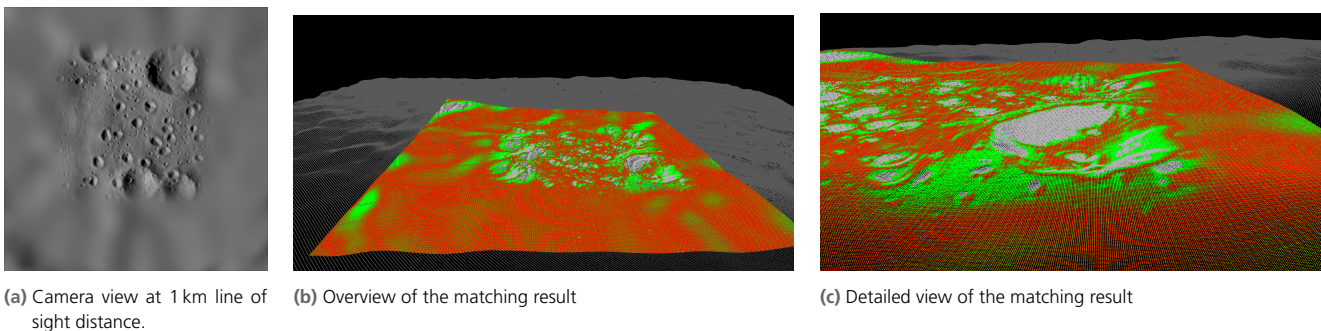 (a) Camera view at 1 km line of
sight distance.
(b) Overview of the matching result
(c) Detailed view of the matching result